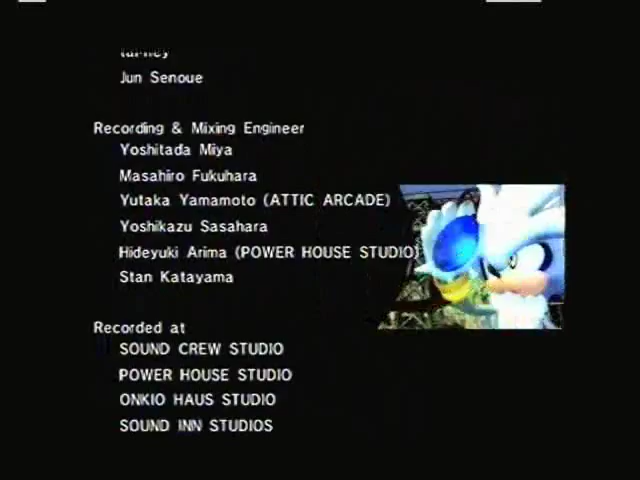 Jun Senoue
Recording & Mixing Engineer
Yoshitada Miya
Masahiro Fukuhara
Yutaka Yamamoto (ATTIC ARCADE)
Yoshikazu Sasahara
Hideyuki Arima (POWER HOUSE STUDIO)
Stan Katayama
Recorded at
SOUND CREW STUDIO
POWER HOUSE STUDIO
ONKIO HAUS STUDIO
SOUND INN STUDIOS